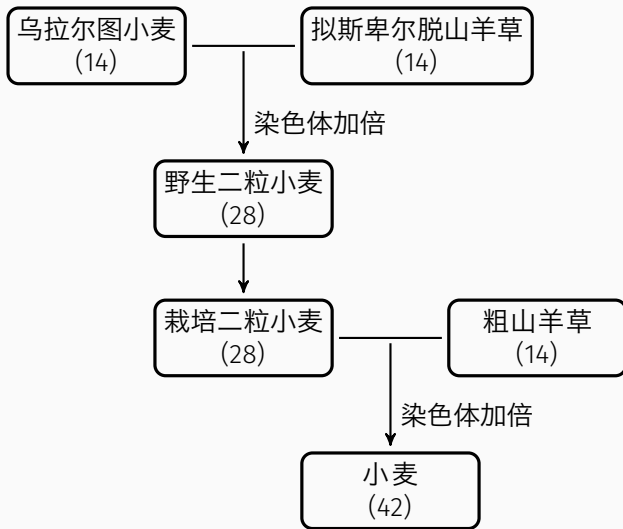 乌拉尔图小麦
(14)
拟斯卑尔脱山羊草
(14)
染色体加倍
野生二粒小麦
(28)
栽培二粒小麦
(28)
粗山羊草
(14)
染色体加倍
小麦
(42)